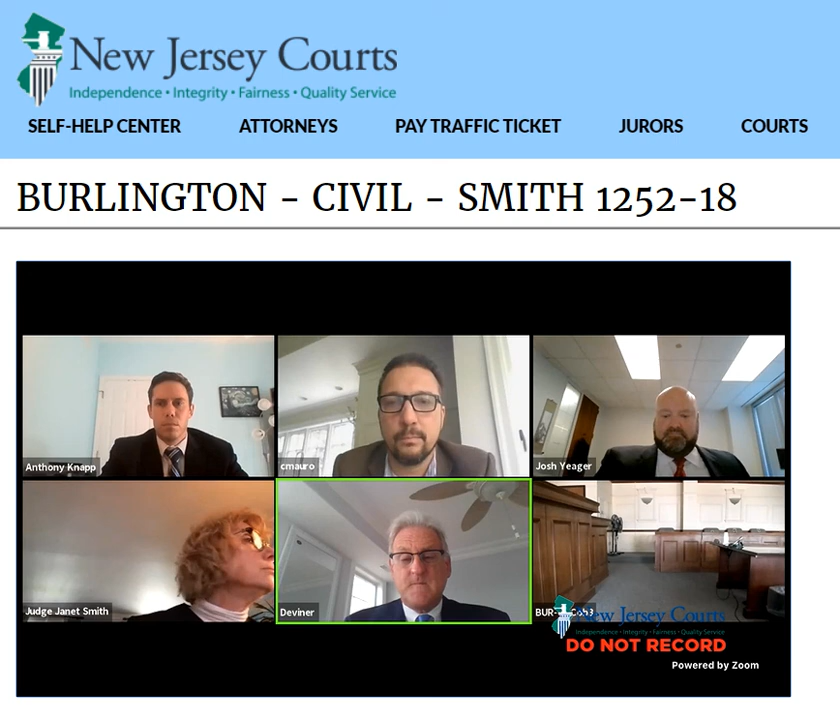 New Jersey Courts
Independence • Integrity • Fairness • Quality Service
SELF-HELP CENTER ATTORNEYS PAY TRAFFIC TICKET JURORS COURTS
BURLINGTON - CIVIL - SMITH 1252-18
Anthony Knapp
cmauro
Josh Yeager
Judge Janet Smith
Deviner
New Jersey Courts
Independence • Integrity • Fairness • Quality Service
DO NOT RECORD
Powered by Zoom